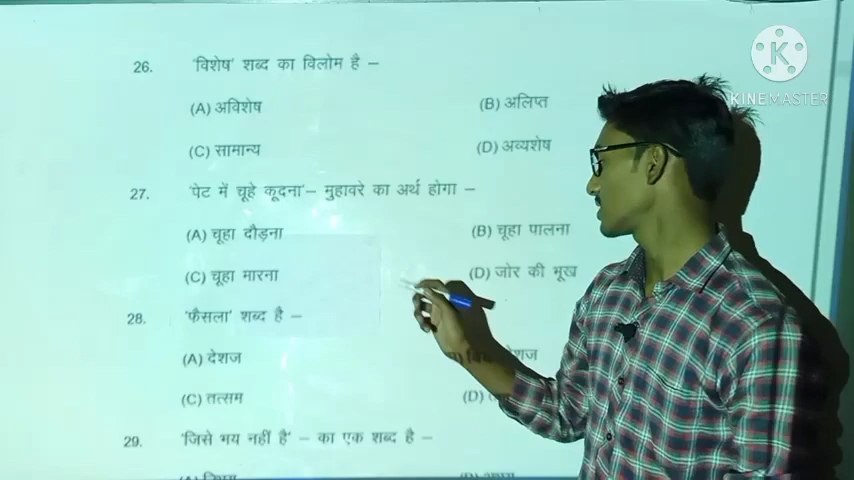 KINEMASTER
26. 'विशेष' शब्द का विलोम है –
(A) अविशेष (B) अलिप्त
(C) सामान्य (D) अव्यशेष
27. 'पेट में चूहे कूदना' – मुहावरे का अर्थ होगा –
(A) चूहा दौड़ना (B) चूहा पालना
(C) चूहा मारना (D) जोर की भूख
28. 'फैसला' शब्द है –
(A) देशज
(C) तत्सम (D)
29. 'जिसे भय नहीं है' – का एक शब्द है –